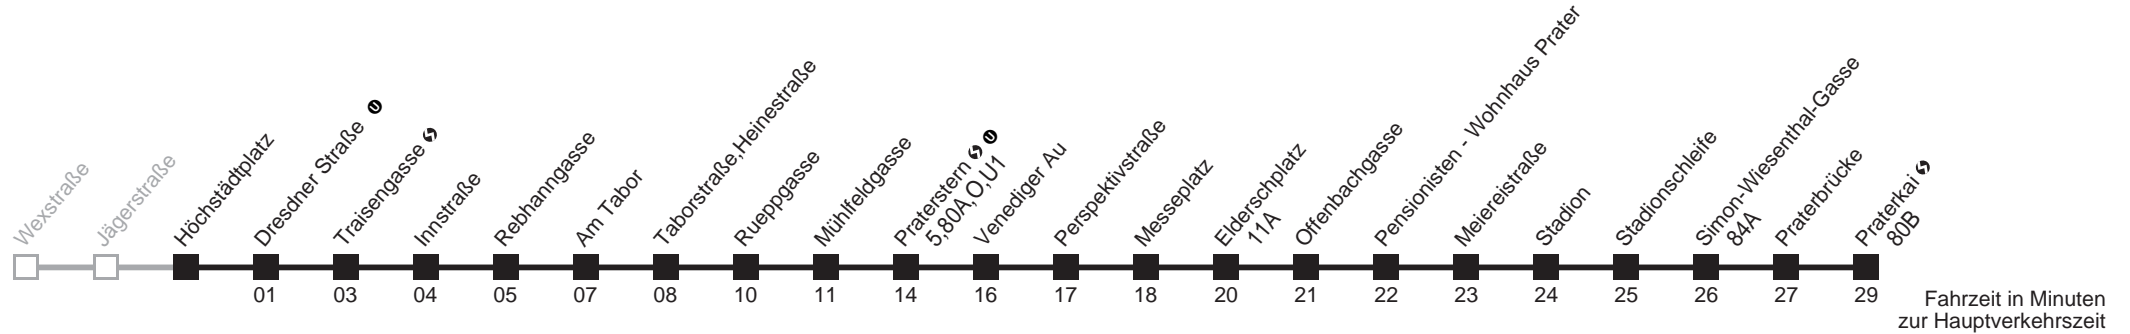 Wexstraße
Jägerstraße
Höchstädtplatz
Dresdner Straße U
Traisengasse S
Innstraße
Rebhanngasse
Am Tabor
Taborstraße,Heinestraße
Rueppgasse
Mühlfeldgasse
Praterstern S U
5,80A,O,U1
Venediger Au
Perspektivstraße
Messeplatz
Elderschplatz
11A
Offenbachgasse
Pensionisten - Wohnhaus Prater
Meiereistraße
Stadion
Stadionschleife
Simon-Wiesenthal-Gasse
84A
Praterbrücke
Praterkai S
80B
01 03 04 05 07 08 10 11 14 16 17 18 20 21 22 23 24 25 26 27 29
Fahrzeit in Minuten
zur Hauptverkehrszeit